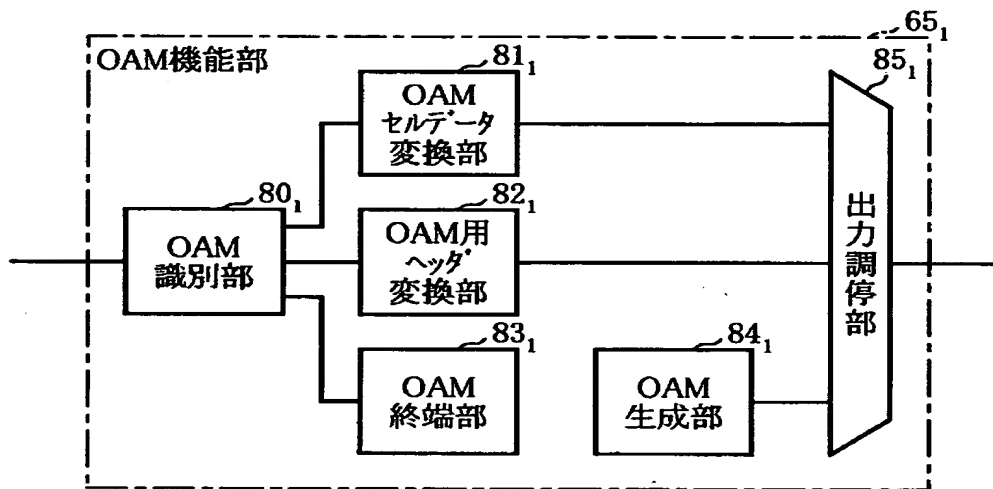 65₁
OAM機能部
81₁
OAM
セルデータ
変換部
85₁
80₁
OAM
識別部
82₁
OAM用
ヘッダ
変換部
出力調停部
83₁
OAM
終端部
84₁
OAM
生成部